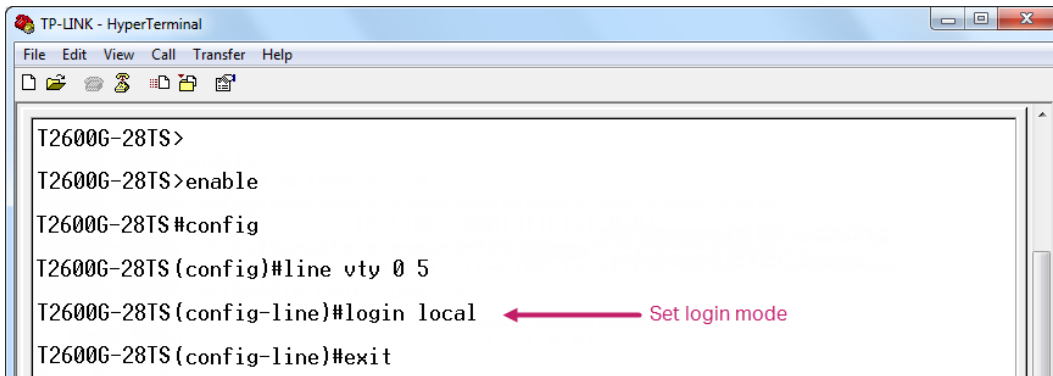 TP-LINK - HyperTerminal
File Edit View Call Transfer Help
T2600G-28TS>
T2600G-28TS>enable
T2600G-28TS#config
T2600G-28TS(config)#line vty 0 5
T2600G-28TS(config-line)#login local
Set login mode
T2600G-28TS(config-line)#exit